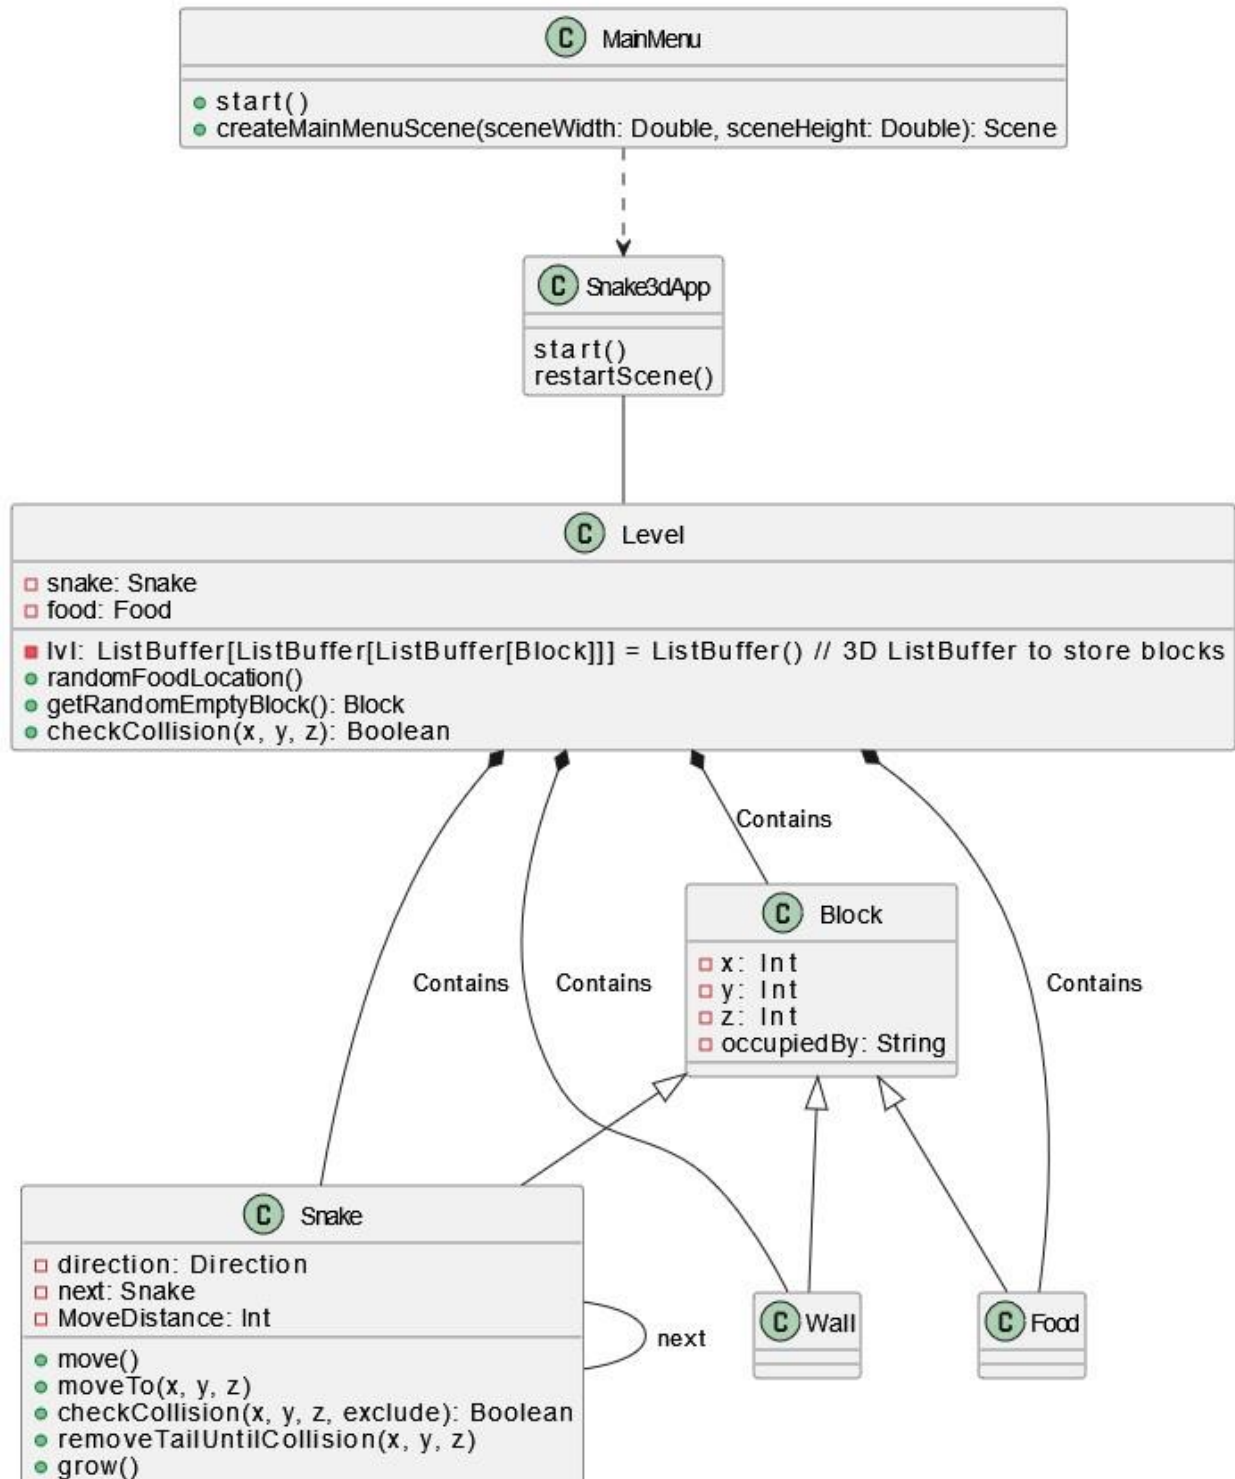 C MainMenu
start()
createMainMenuScene(sceneWidth: Double, sceneHeight: Double): Scene
C Snake3dApp
start()
restartScene()
C Level
snake: Snake
food: Food
lvl: ListBuffer[ListBuffer[ListBuffer[Block]]] = ListBuffer() // 3D ListBuffer to store blocks
randomFoodLocation()
getRandomEmptyBlock(): Block
checkCollision(x, y, z): Boolean
Contains
C Block
x: Int
y: Int
z: Int
occupiedBy: String
Contains
Contains
Contains
C Snake
direction: Direction
next: Snake
MoveDistance: Int
move()
moveTo(x, y, z)
checkCollision(x, y, z, exclude): Boolean
removeTailUntilCollision(x, y, z)
grow()
next
C Wall
C Food